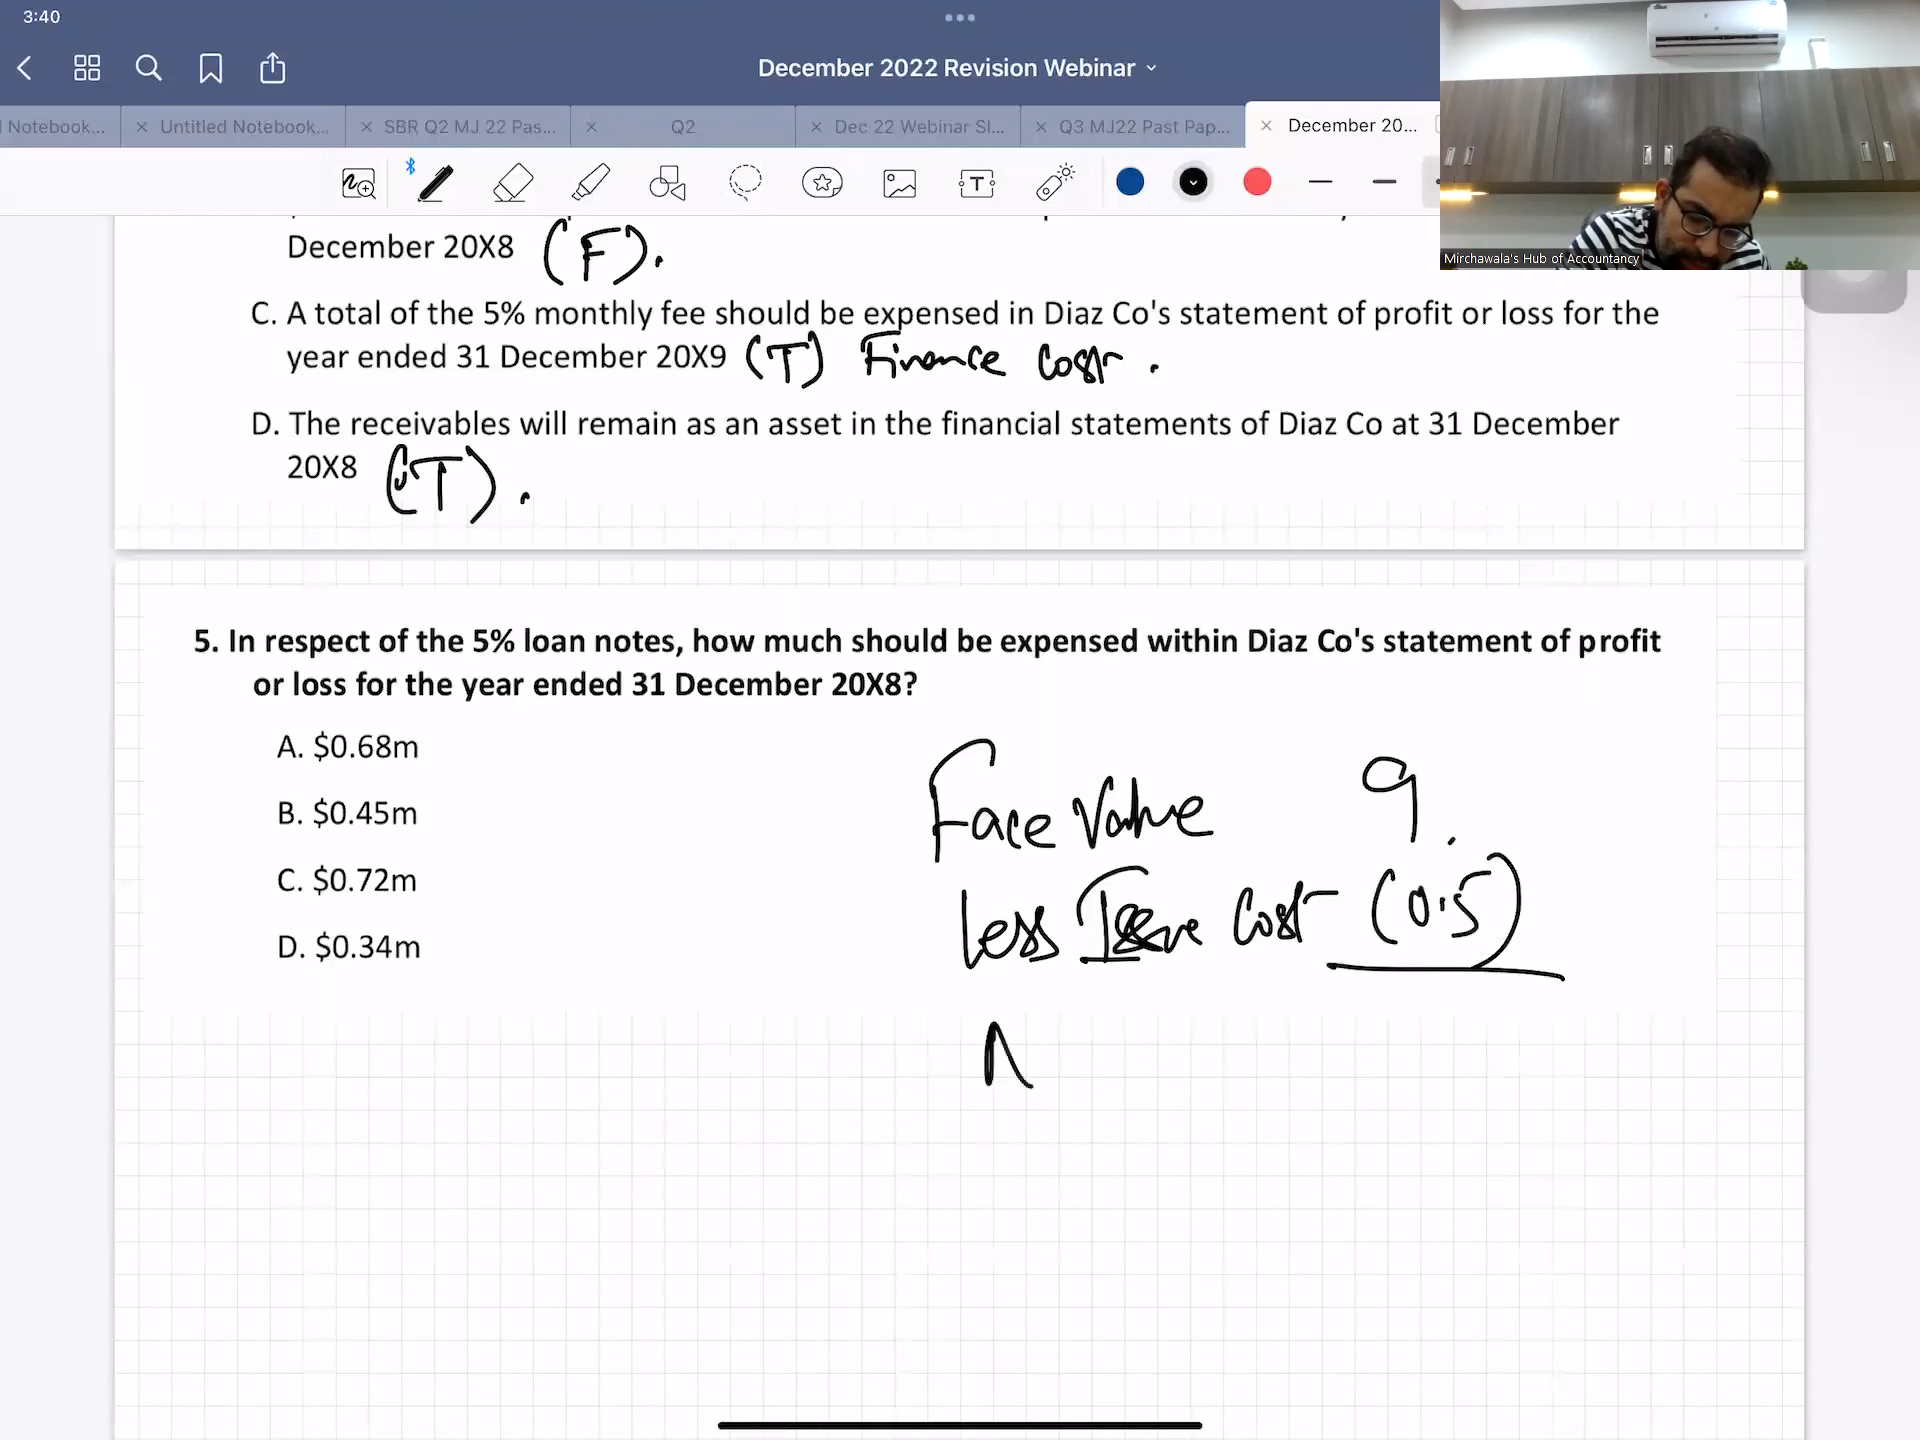 3:40
December 2022 Revision Webinar
Notebook...
Untitled Notebook...
SBR Q2 MJ 22 Pas...
Q2
Dec 22 Webinar Sl...
Q3 MJ22 Past Pap...
December 20...
Mirchawala's Hub of Accountancy
December 20X8 (F).
C. A total of the 5% monthly fee should be expensed in Diaz Co's statement of profit or loss for the
year ended 31 December 20X9 (T) Finance Cost.
D. The receivables will remain as an asset in the financial statements of Diaz Co at 31 December
20X8 (T).
5. In respect of the 5% loan notes, how much should be expensed within Diaz Co's statement of profit
or loss for the year ended 31 December 20X8?
A. $0.68m
B. $0.45m
C. $0.72m
D. $0.34m
Face Value 9.
less Issue Cost (0.5)